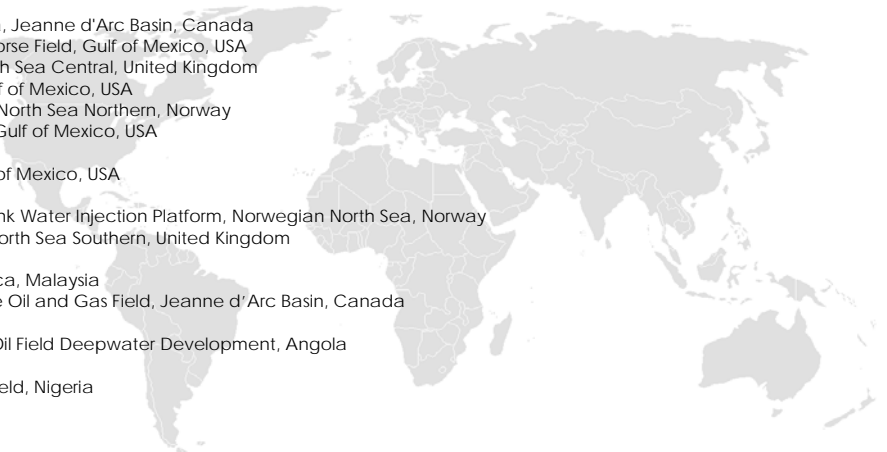 , Jeanne d'Arc Basin, Canada
orse Field, Gulf of Mexico, USA
h Sea Central, United Kingdom
f of Mexico, USA
North Sea Northern, Norway
Gulf of Mexico, USA
of Mexico, USA
nk Water Injection Platform, Norwegian North Sea, Norway
orth Sea Southern, United Kingdom
ca, Malaysia
e Oil and Gas Field, Jeanne d’Arc Basin, Canada
Oil Field Deepwater Development, Angola
eld, Nigeria